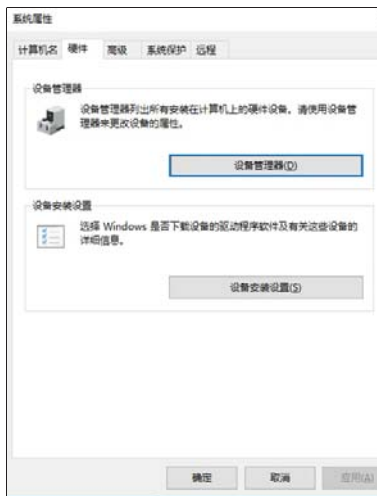 系统属性
计算机名 硬件 高级 系统保护 远程
设备管理器
设备管理器列出所有安装在计算机上的硬件设备。请使用设备管
理器来更改设备的属性。
设备管理器(D)
设备安装设置
选择 Windows 是否下载设备的驱动程序软件及有关这些设备的
详细信息。
设备安装设置(S)
确定 取消 应用(A)